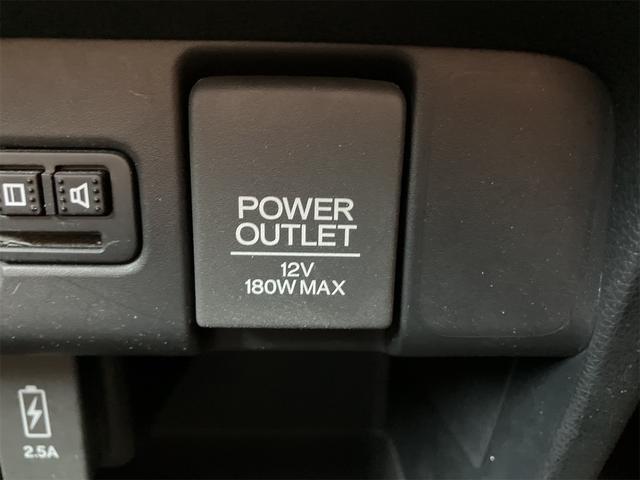 POWER
OUTLET
12V
180W MAX
2.5A